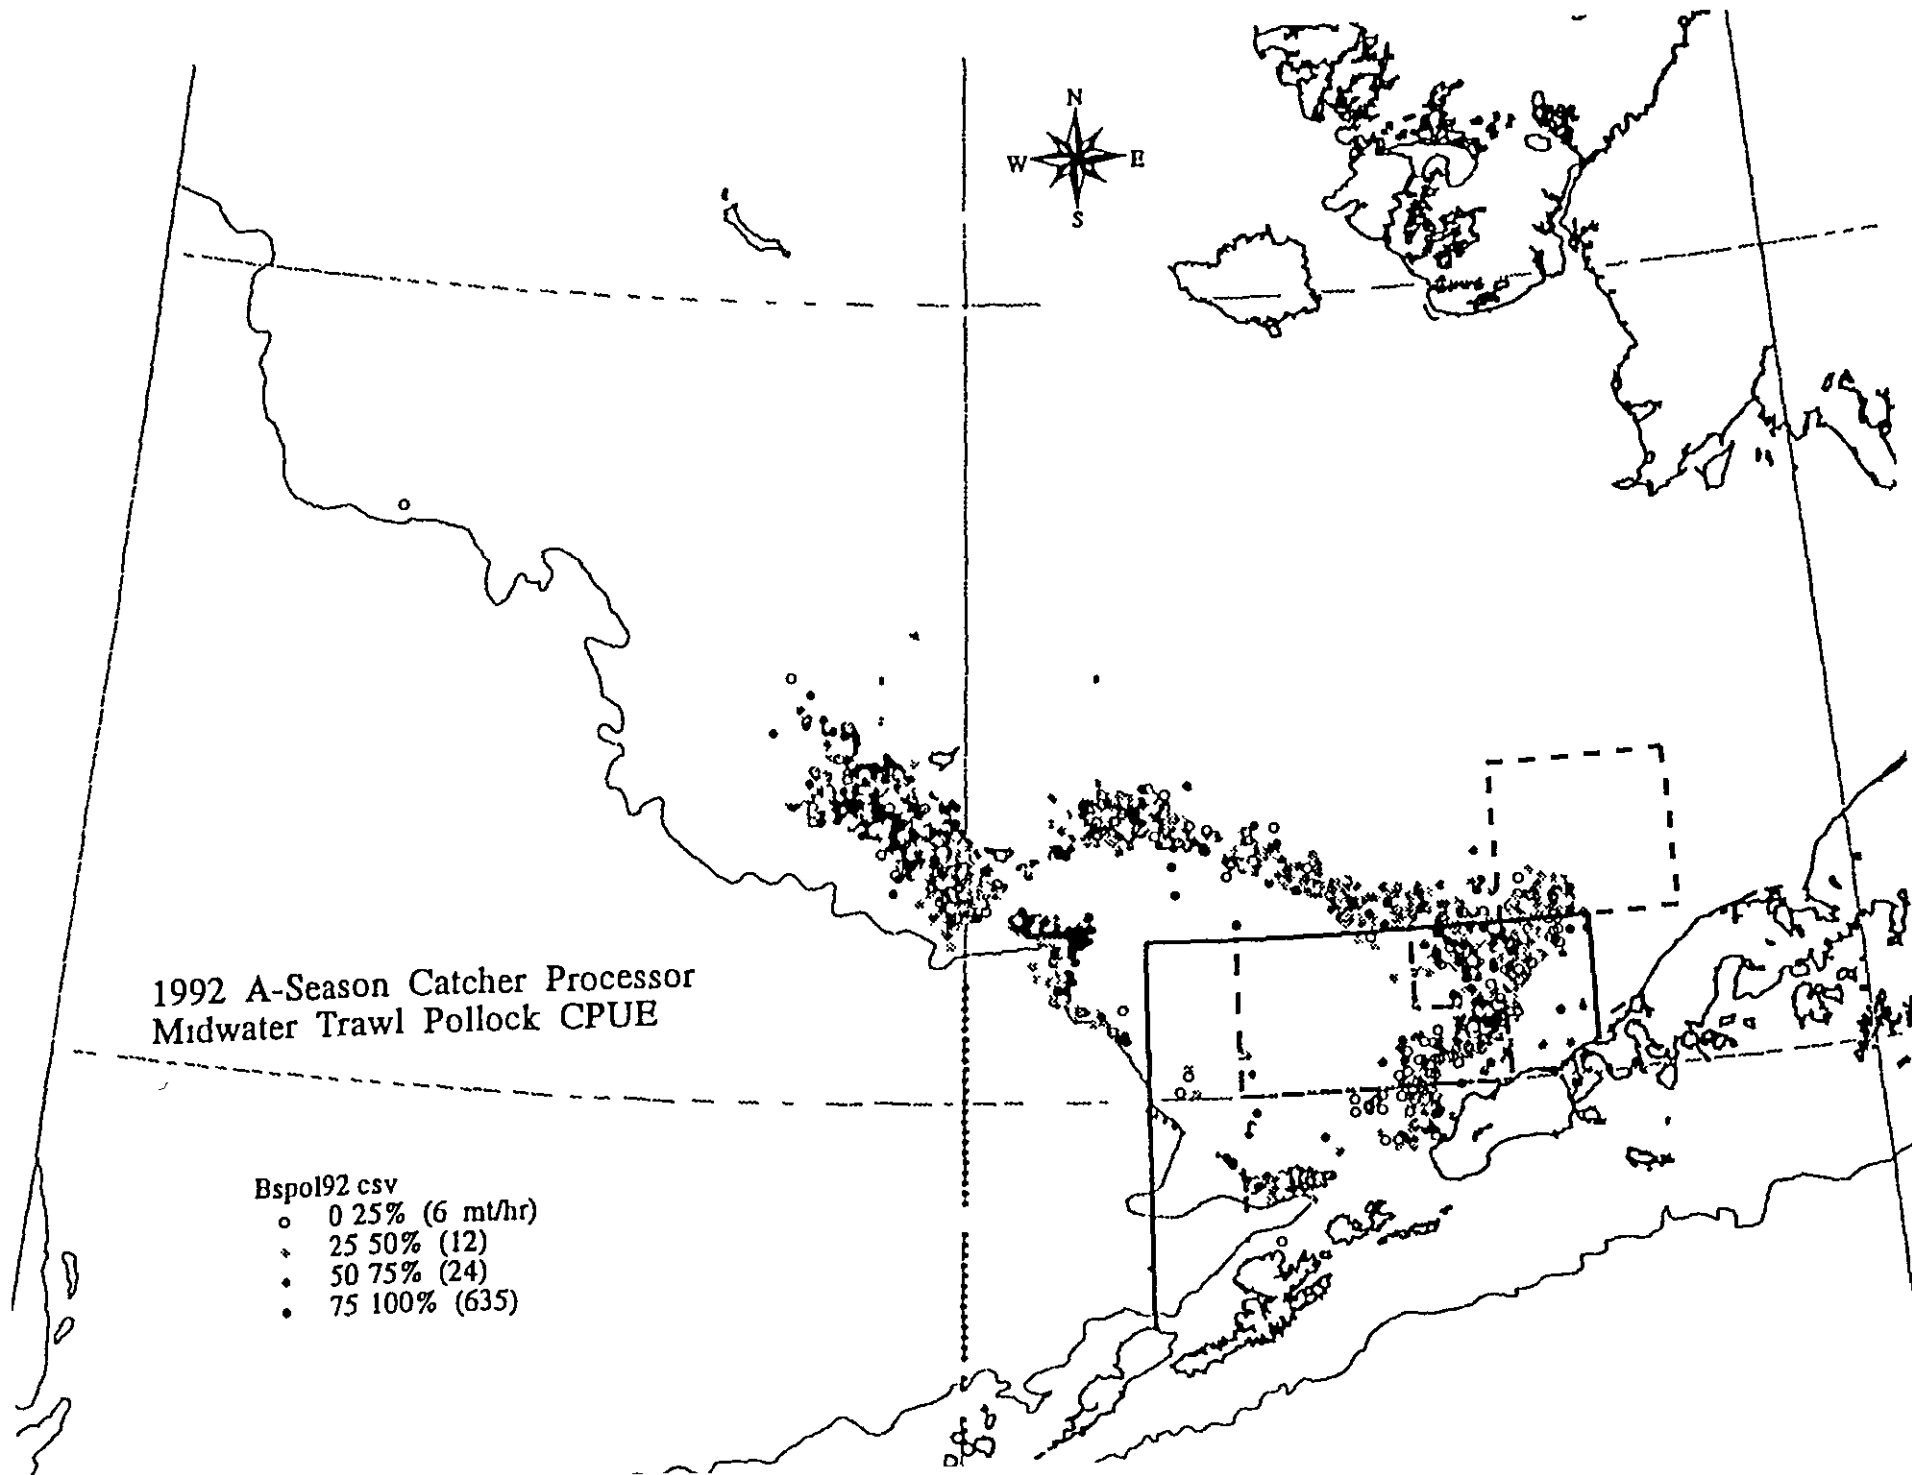 N
W E
S
1992 A-Season Catcher Processor
Midwater Trawl Pollock CPUE
Bspol92 csv
0 25% (6 mt/hr)
25 50% (12)
50 75% (24)
75 100% (635)